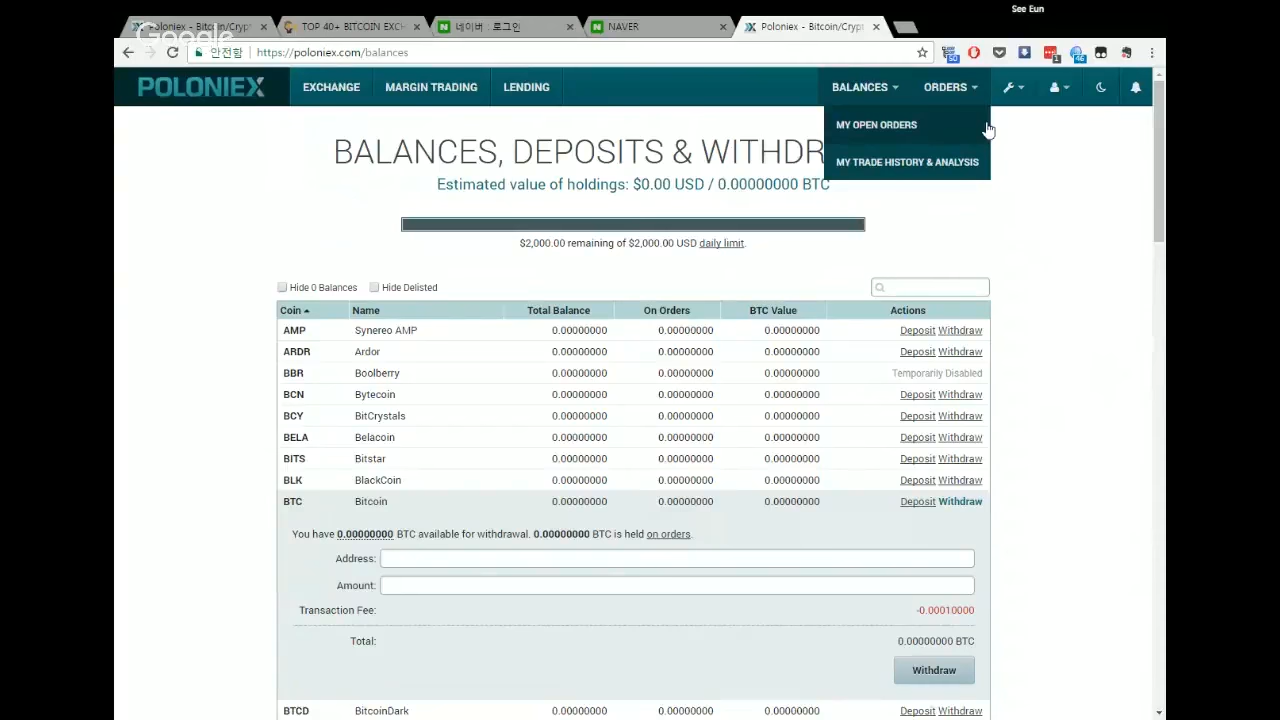 See Eun
Poloniex - Bitcoin/Cryp
TOP 40+ BITCOIN EXCH
네이버 : 로그인
NAVER
Poloniex - Bitcoin/Crypt
Google
안전함 https://poloniex.com/balances
POLONIEX EXCHANGE MARGIN TRADING LENDING BALANCES ORDERS
MY OPEN ORDERS
MY TRADE HISTORY & ANALYSIS
BALANCES, DEPOSITS & WITHDR
Estimated value of holdings: $0.00 USD / 0.00000000 BTC
$2,000.00 remaining of $2,000.00 USD daily limit.
Hide 0 Balances Hide Delisted
Coin Name Total Balance On Orders BTC Value Actions
AMP Synereo AMP 0.00000000 0.00000000 0.00000000 Deposit Withdraw
ARDR Ardor 0.00000000 0.00000000 0.00000000 Deposit Withdraw
BBR Boolberry 0.00000000 0.00000000 0.00000000 Temporarily Disabled
BCN Bytecoin 0.00000000 0.00000000 0.00000000 Deposit Withdraw
BCY BitCrystals 0.00000000 0.00000000 0.00000000 Deposit Withdraw
BELA Belacoin 0.00000000 0.00000000 0.00000000 Deposit Withdraw
BITS Bitstar 0.00000000 0.00000000 0.00000000 Deposit Withdraw
BLK BlackCoin 0.00000000 0.00000000 0.00000000 Deposit Withdraw
BTC Bitcoin 0.00000000 0.00000000 0.00000000 Deposit Withdraw
You have 0.00000000 BTC available for withdrawal. 0.00000000 BTC is held on orders.
Address:
Amount:
Transaction Fee: -0.00010000
Total: 0.00000000 BTC
Withdraw
BTCD BitcoinDark 0.00000000 0.00000000 0.00000000 Deposit Withdraw